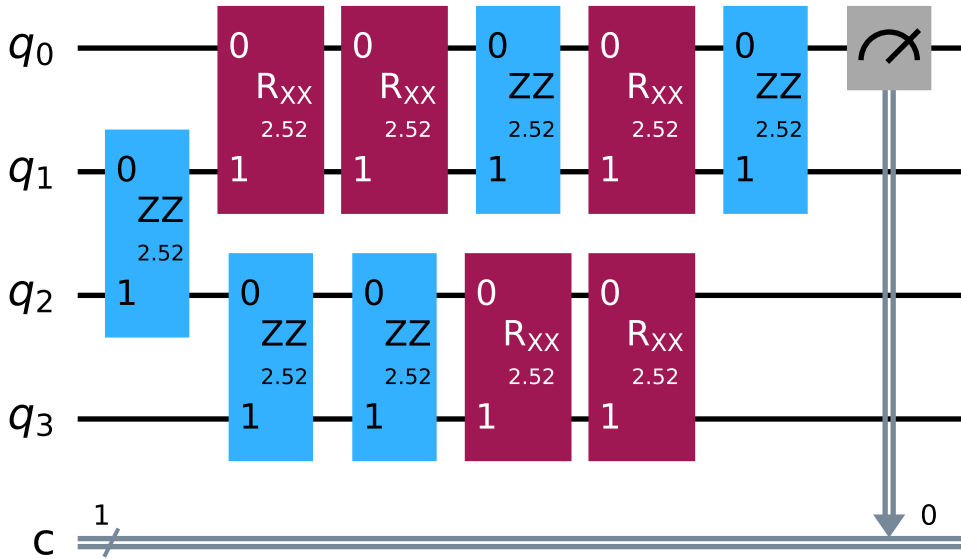 q0 0 0 0 0 0
RXX RXX ZZ RXX ZZ
2.52 2.52 2.52 2.52 2.52
q1 0 1 1 1 1 1
ZZ
2.52
q2 1 0 0 0 0
ZZ ZZ RXX RXX
2.52 2.52 2.52 2.52
q3 1 1 1 1
1 0
c